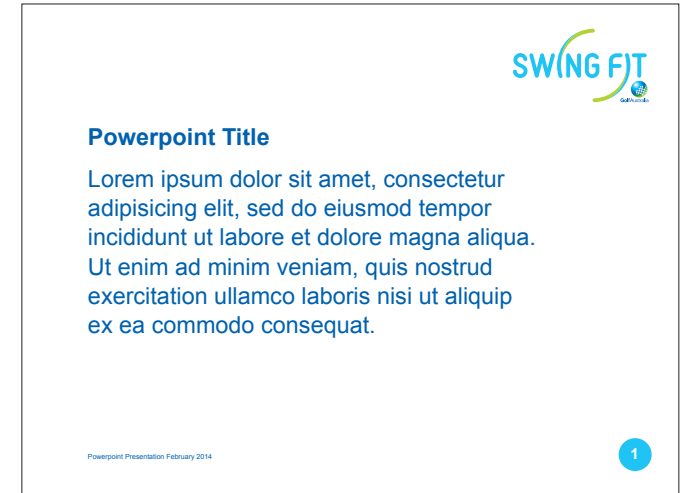 SWING FIT
GolfAustralia
Powerpoint Title
Lorem ipsum dolor sit amet, consectetur
adipisicing elit, sed do eiusmod tempor
incididunt ut labore et dolore magna aliqua.
Ut enim ad minim veniam, quis nostrud
exercitation ullamco laboris nisi ut aliquip
ex ea commodo consequat.
Powerpoint Presentation February 2014
1